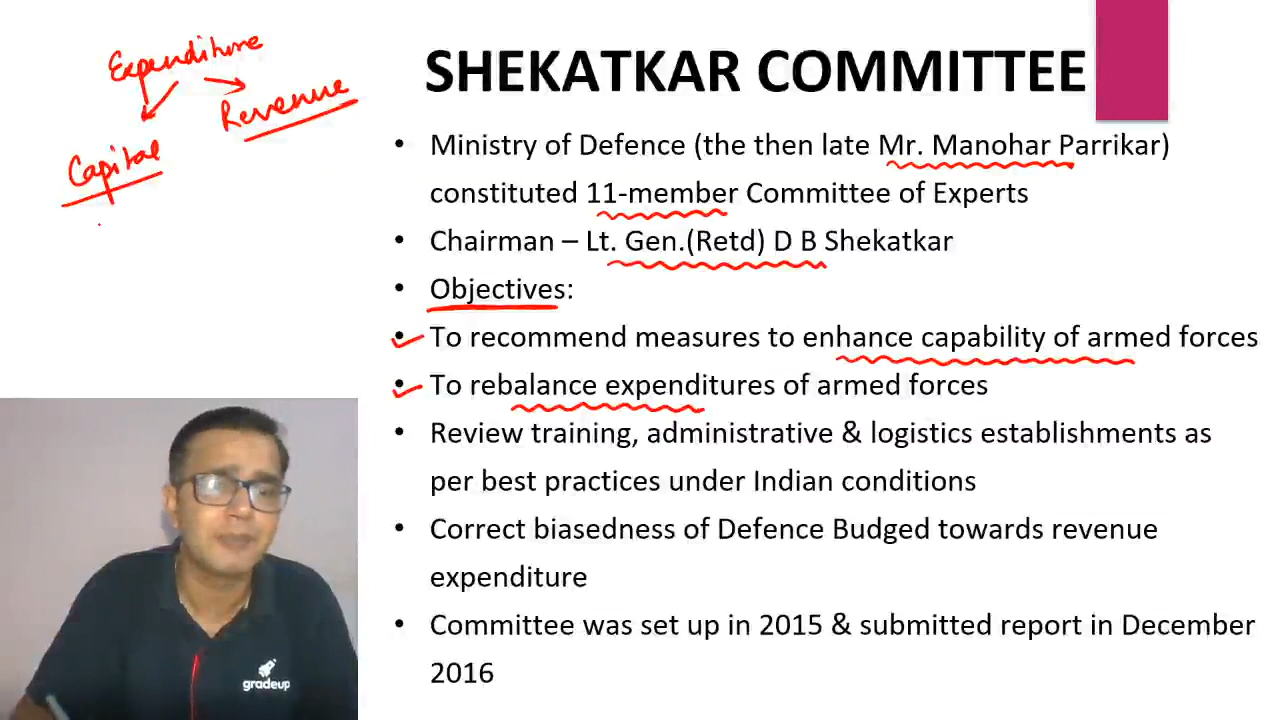 Expenditure
Revenue
Capital
SHEKATKAR COMMITTEE
• Ministry of Defence (the then late Mr. Manohar Parrikar)
constituted 11-member Committee of Experts
• Chairman – Lt. Gen.(Retd) D B Shekatkar
• Objectives:
• To recommend measures to enhance capability of armed forces
• To rebalance expenditures of armed forces
• Review training, administrative & logistics establishments as
per best practices under Indian conditions
• Correct biasedness of Defence Budged towards revenue
expenditure
• Committee was set up in 2015 & submitted report in December
2016
gradeup